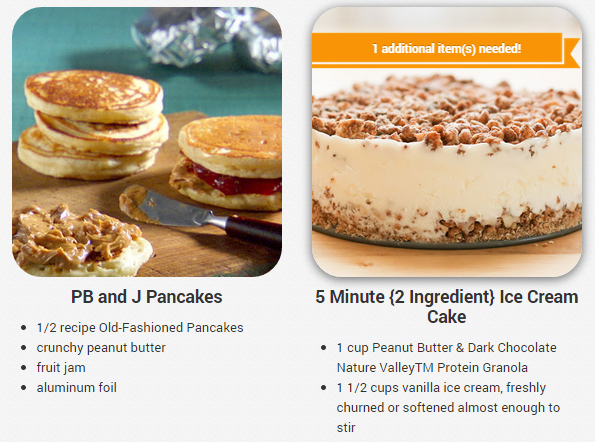 1 additional item(s) needed!
PB and J Pancakes
1/2 recipe Old-Fashioned Pancakes
crunchy peanut butter
fruit jam
aluminum foil
5 Minute {2 Ingredient} Ice Cream
Cake
1 cup Peanut Butter & Dark Chocolate
Nature ValleyTM Protein Granola
1 1/2 cups vanilla ice cream, freshly
churned or softened almost enough to
stir